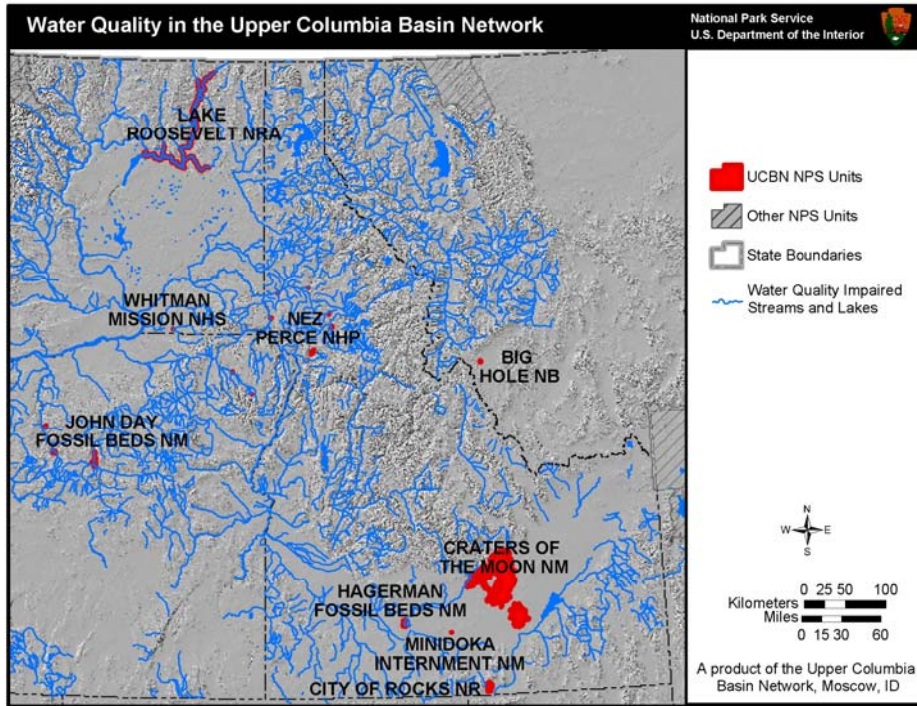 Water Quality in the Upper Columbia Basin Network
National Park Service
U.S. Department of the Interior
LAKE
ROOSEVELT NRA
WHITMAN
MISSION NHS
NEZ
PERCE NHP
BIG
HOLE NB
JOHN DAY
FOSSIL BEDS NM
CRATERS OF
THE MOON NM
HAGERMAN
FOSSIL BEDS NM
MINIDOKA
INTERNMENT NM
CITY OF ROCKS NR
UCBN NPS Units
Other NPS Units
State Boundaries
Water Quality Impaired
Streams and Lakes
N
W E
S
0 25 50 100
Kilometers
Miles
0 15 30 60
A product of the Upper Columbia
Basin Network, Moscow, ID